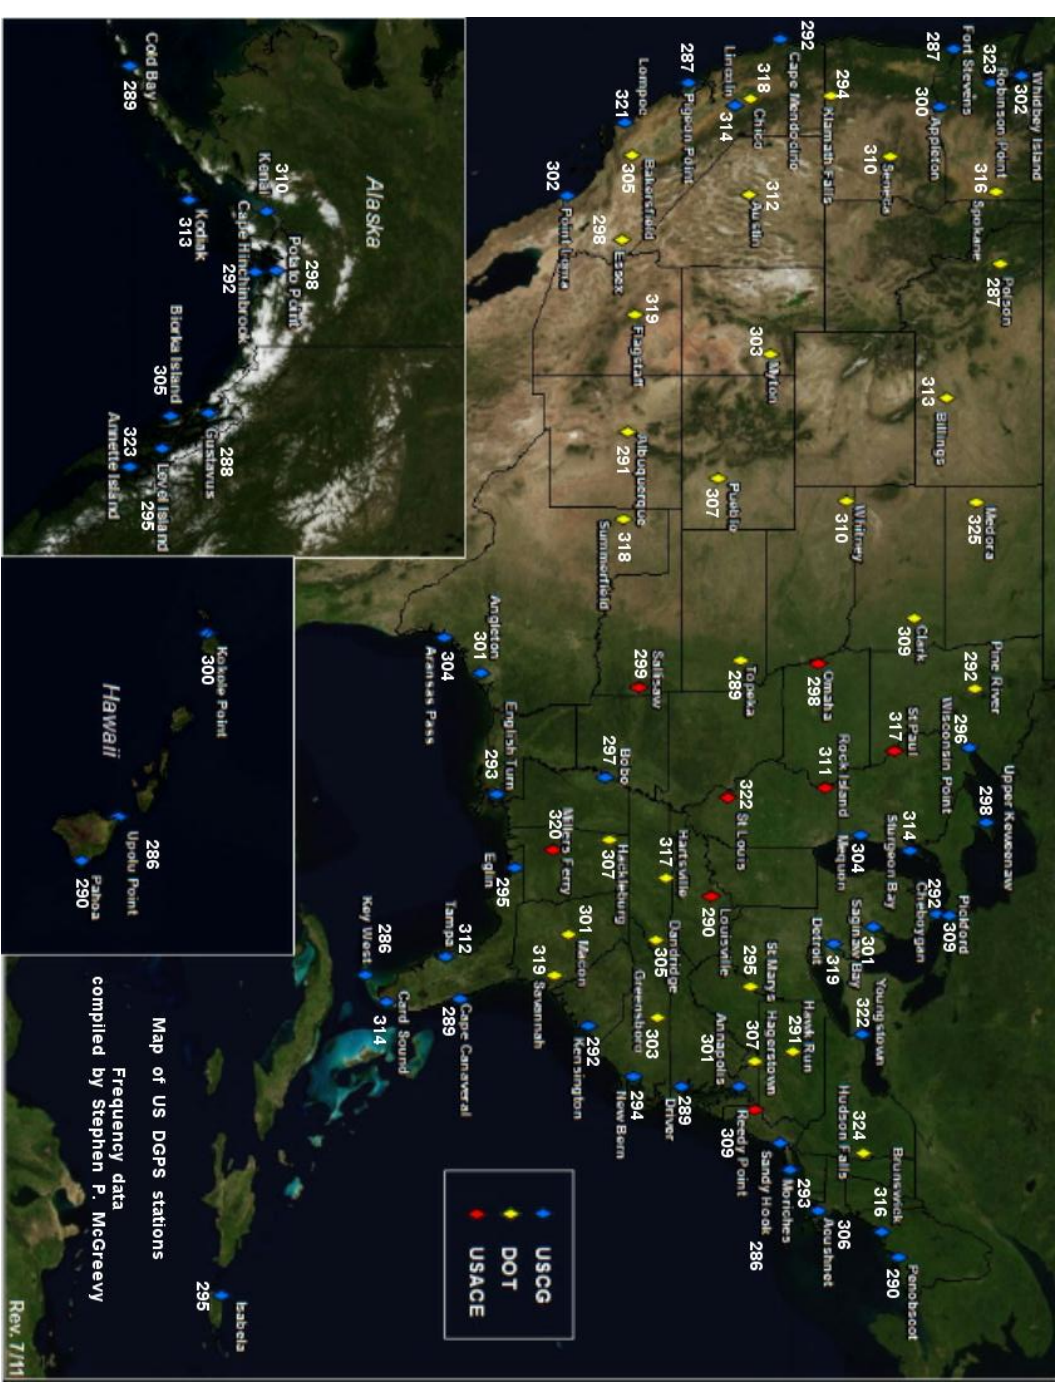 Whidbey Island
302
Robinson Point
323
Fort Stevens
287
Appleton
300
Spokane
316
Polson
287
Seneca
310
Klamath Falls
294
Cape Mendocino
292
Chico
318
Lincoln
314
Pigeon Point
287
Lompoc
321
Bakersfield
305
Austin
312
Essex
298
Point Loma
302
Flagstaff
319
Myton
303
Billings
313
Albuquerque
291
Pueblo
307
Summerfield
318
Whitney
310
Medora
325
Clark
309
Pine River
292
Wisconsin Point
296
Upper Keweenaw
298
St Paul
317
Omaha
298
Rock Island
311
Topeka
289
Sallisaw
299
St Louis
322
Mequon
304
Sturgeon Bay
314
Cheboygan
292
Pickford
309
Saginaw Bay
301
Detroit
319
Youngstown
322
Angleton
301
Aransas Pass
304
English Turn
293
Bobo
297
Millers Ferry
320
Hackleburg
307
Hartsville
317
Louisville
290
Eglin
295
Tampa
312
Key West
286
Card Sound
314
Cape Canaveral
289
Macon
301
Savannah
319
Dandridge
305
Greensboro
303
Kensington
292
New Bern
294
Driver
289
St Marys
295
Hagerstown
307
Hawk Run
291
Annapolis
301
Reedy Point
309
Sandy Hook
286
Moriches
293
Acushnet
306
Hudson Falls
324
Brunswick
316
Penobscot
290
Isabela
295
Alaska
Cold Bay
289
Kenai
310
Kodiak
313
Potato Point
298
Cape Hinchinbrook
292
Biorka Island
305
Gustavus
288
Level Island
295
Annette Island
323
Hawaii
Kokole Point
300
Upolu Point
286
Pahoa
290
USCG
DOT
USACE
Map of US DGPS stations
Frequency data
compiled by Stephen P. McGreevy
Rev. 7/11